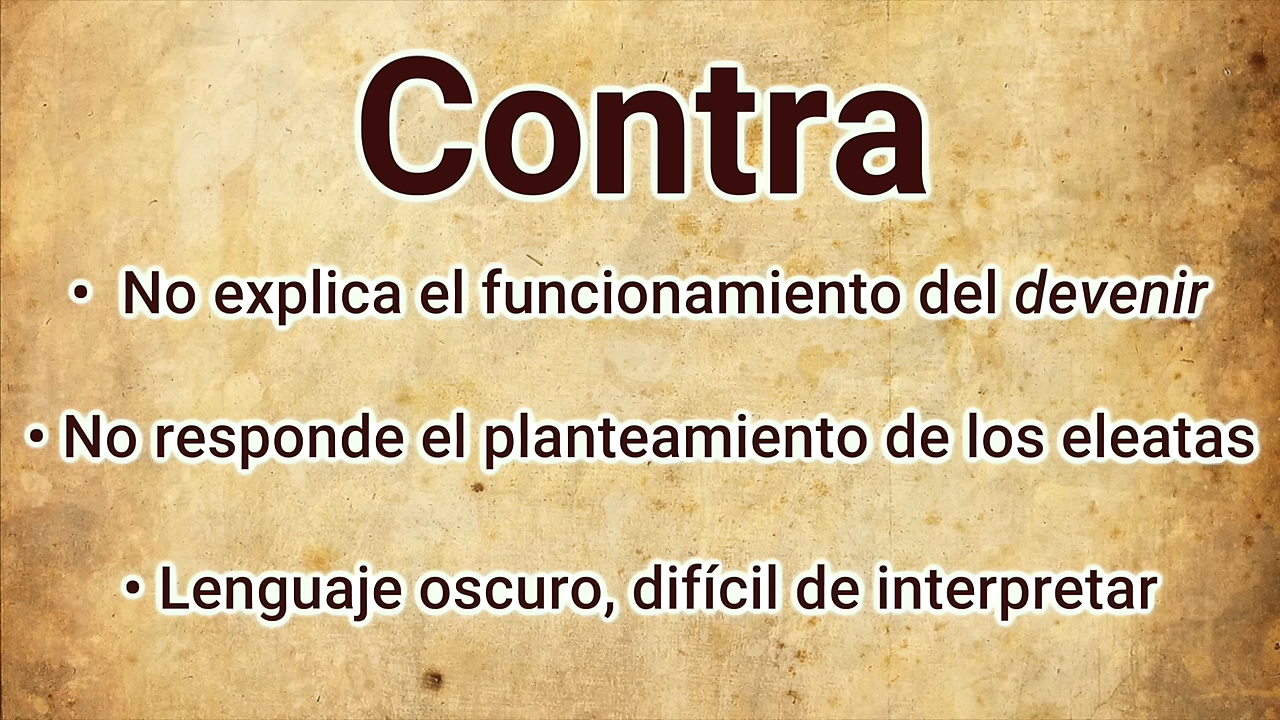 Contra
• No explica el funcionamiento del devenir
• No responde el planteamiento de los eleatas
• Lenguaje oscuro, difícil de interpretar